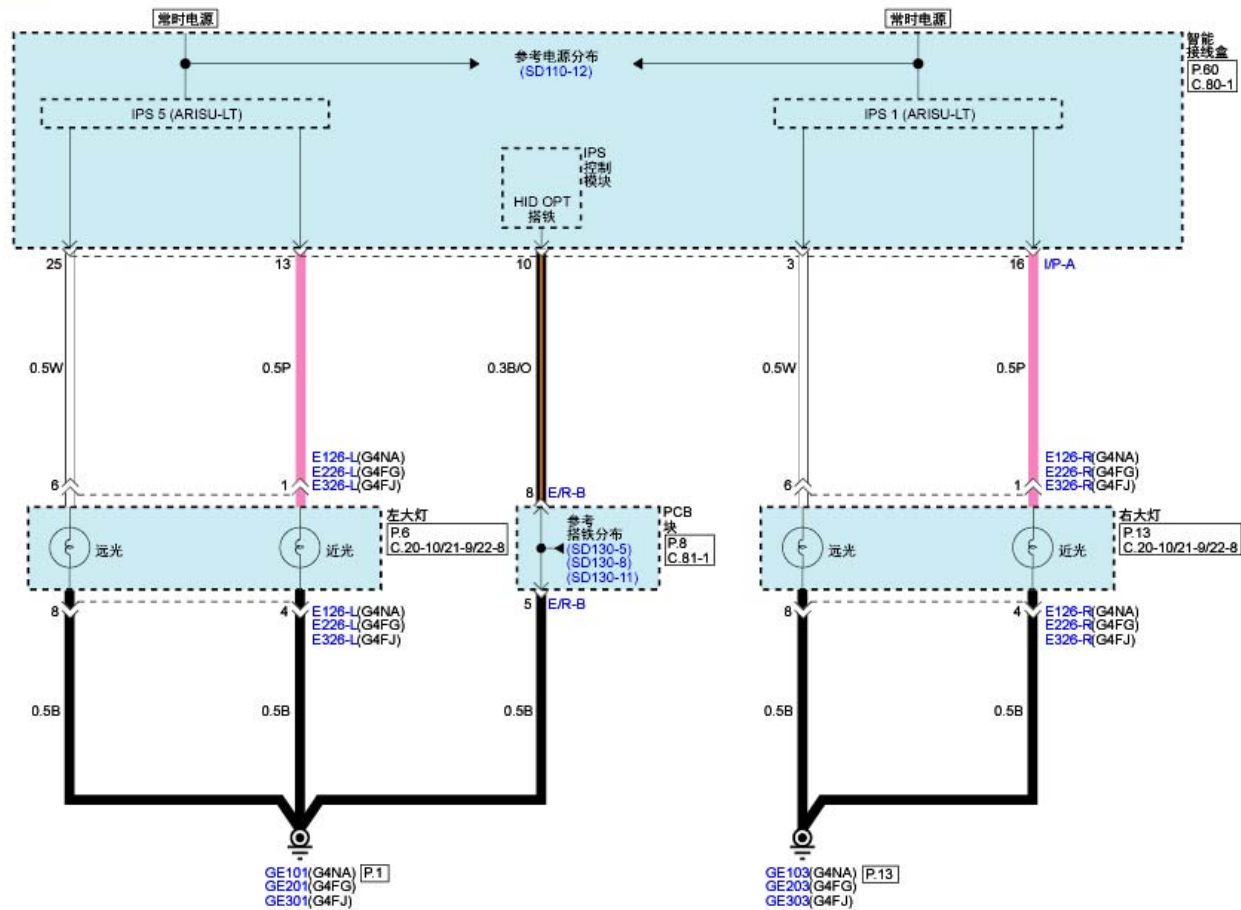 常时电源
常时电源
参考电源分布
(SD110-12)
智能
接线盒
P.60
C.80-1
IPS 5 (ARISU-LT)
IPS 1 (ARISU-LT)
IPS
控制
模块
HID OPT
搭铁
25
13
10
3
16
I/P-A
0.5W
0.5P
0.3B/O
0.5W
0.5P
E126-L(G4NA)
E226-L(G4FG)
E326-L(G4FJ)
E126-R(G4NA)
E226-R(G4FG)
E326-R(G4FJ)
6
1
8
E/R-B
6
1
左大灯
P.6
C.20-10/21-9/22-8
远光
近光
参考
搭铁分布
(SD130-5)
(SD130-8)
(SD130-11)
PCB
块
P.8
C.81-1
右大灯
P.13
C.20-10/21-9/22-8
远光
近光
8
4
E126-L(G4NA)
E226-L(G4FG)
E326-L(G4FJ)
5
E/R-B
8
4
E126-R(G4NA)
E226-R(G4FG)
E326-R(G4FJ)
0.5B
0.5B
0.5B
0.5B
0.5B
GE101(G4NA) P.1
GE201(G4FG)
GE301(G4FJ)
GE103(G4NA) P.13
GE203(G4FG)
GE303(G4FJ)